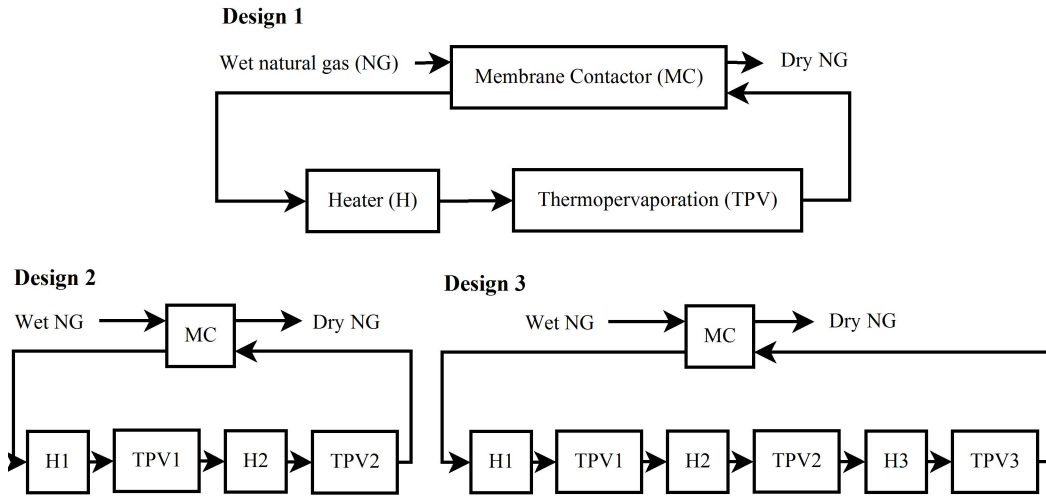 Design 1
Wet natural gas (NG)
Membrane Contactor (MC)
Dry NG
Heater (H)
Thermopervaporation (TPV)
Design 2
Wet NG
MC
Dry NG
H1
TPV1
H2
TPV2
Design 3
Wet NG
MC
Dry NG
H1
TPV1
H2
TPV2
H3
TPV3